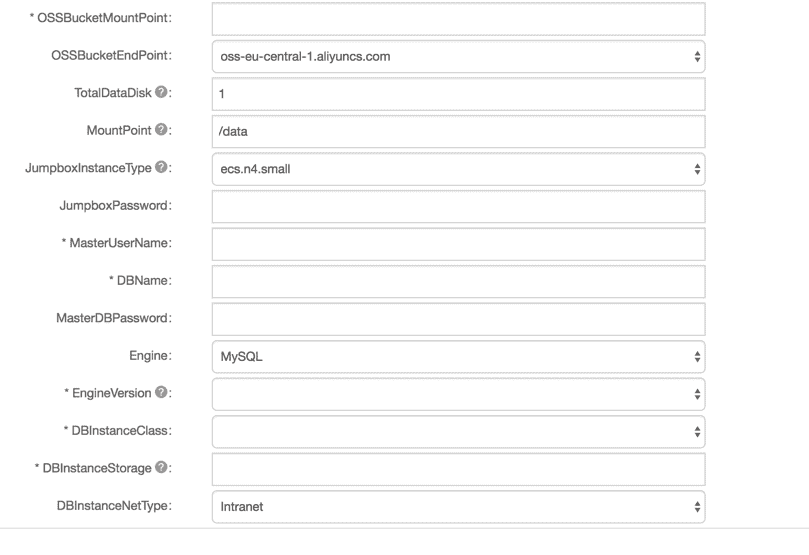 * OSSBucketMountPoint:
OSSBucketEndPoint: oss-eu-central-1.aliyuncs.com
TotalDataDisk ?: 1
MountPoint ?: /data
JumpboxInstanceType ?: ecs.n4.small
JumpboxPassword:
* MasterUserName:
* DBName:
MasterDBPassword:
Engine: MySQL
* EngineVersion ?:
* DBInstanceClass:
* DBInstanceStorage ?:
DBInstanceNetType: Intranet